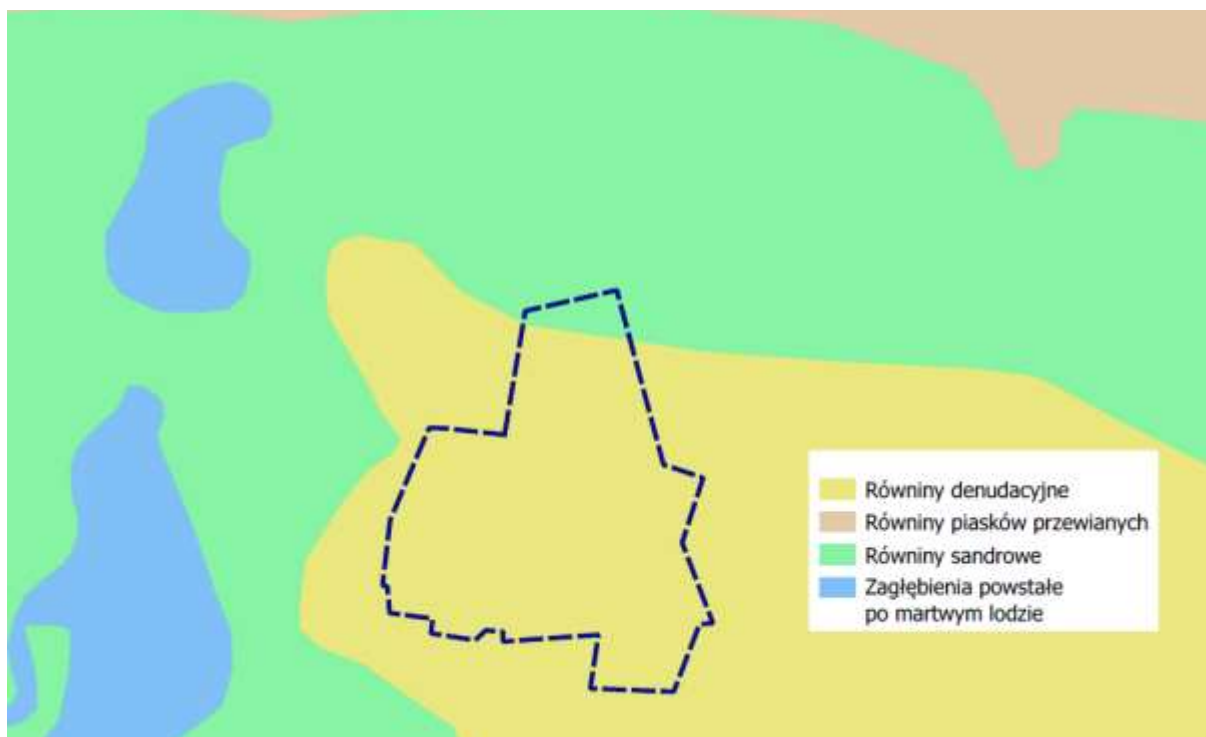 Równiny denudacyjne
Równiny piasków przewianych
Równiny sandrowe
Zagłębienia powstałe
po martwym lodzie